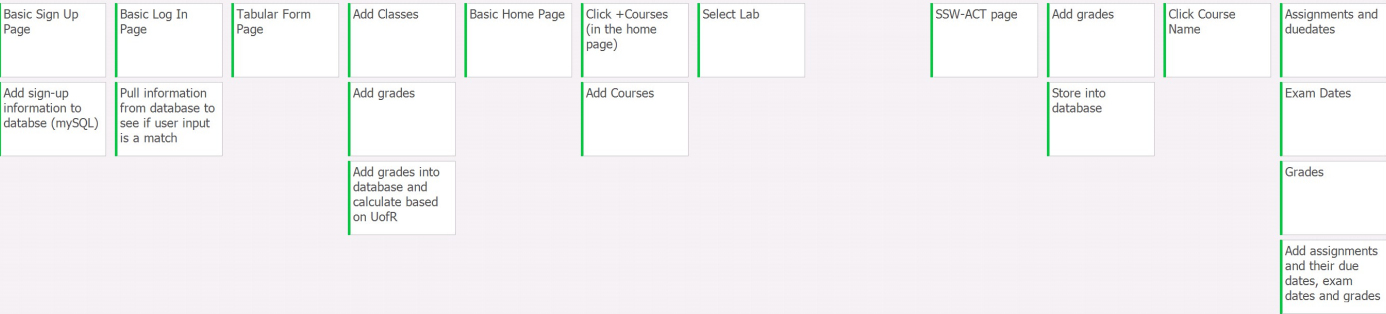 Basic Sign Up
Page
Basic Log In
Page
Tabular Form
Page
Add Classes
Basic Home Page
Click +Courses
(in the home
page)
Select Lab
SSW-ACT page
Add grades
Click Course
Name
Assignments and
duedates
Add sign-up
information to
databse (mySQL)
Pull information
from database to
see if user input
is a match
Add grades
Add Courses
Store into
database
Exam Dates
Add grades into
database and
calculate based
on UofR
Grades
Add assignments
and their due
dates, exam
dates and grades